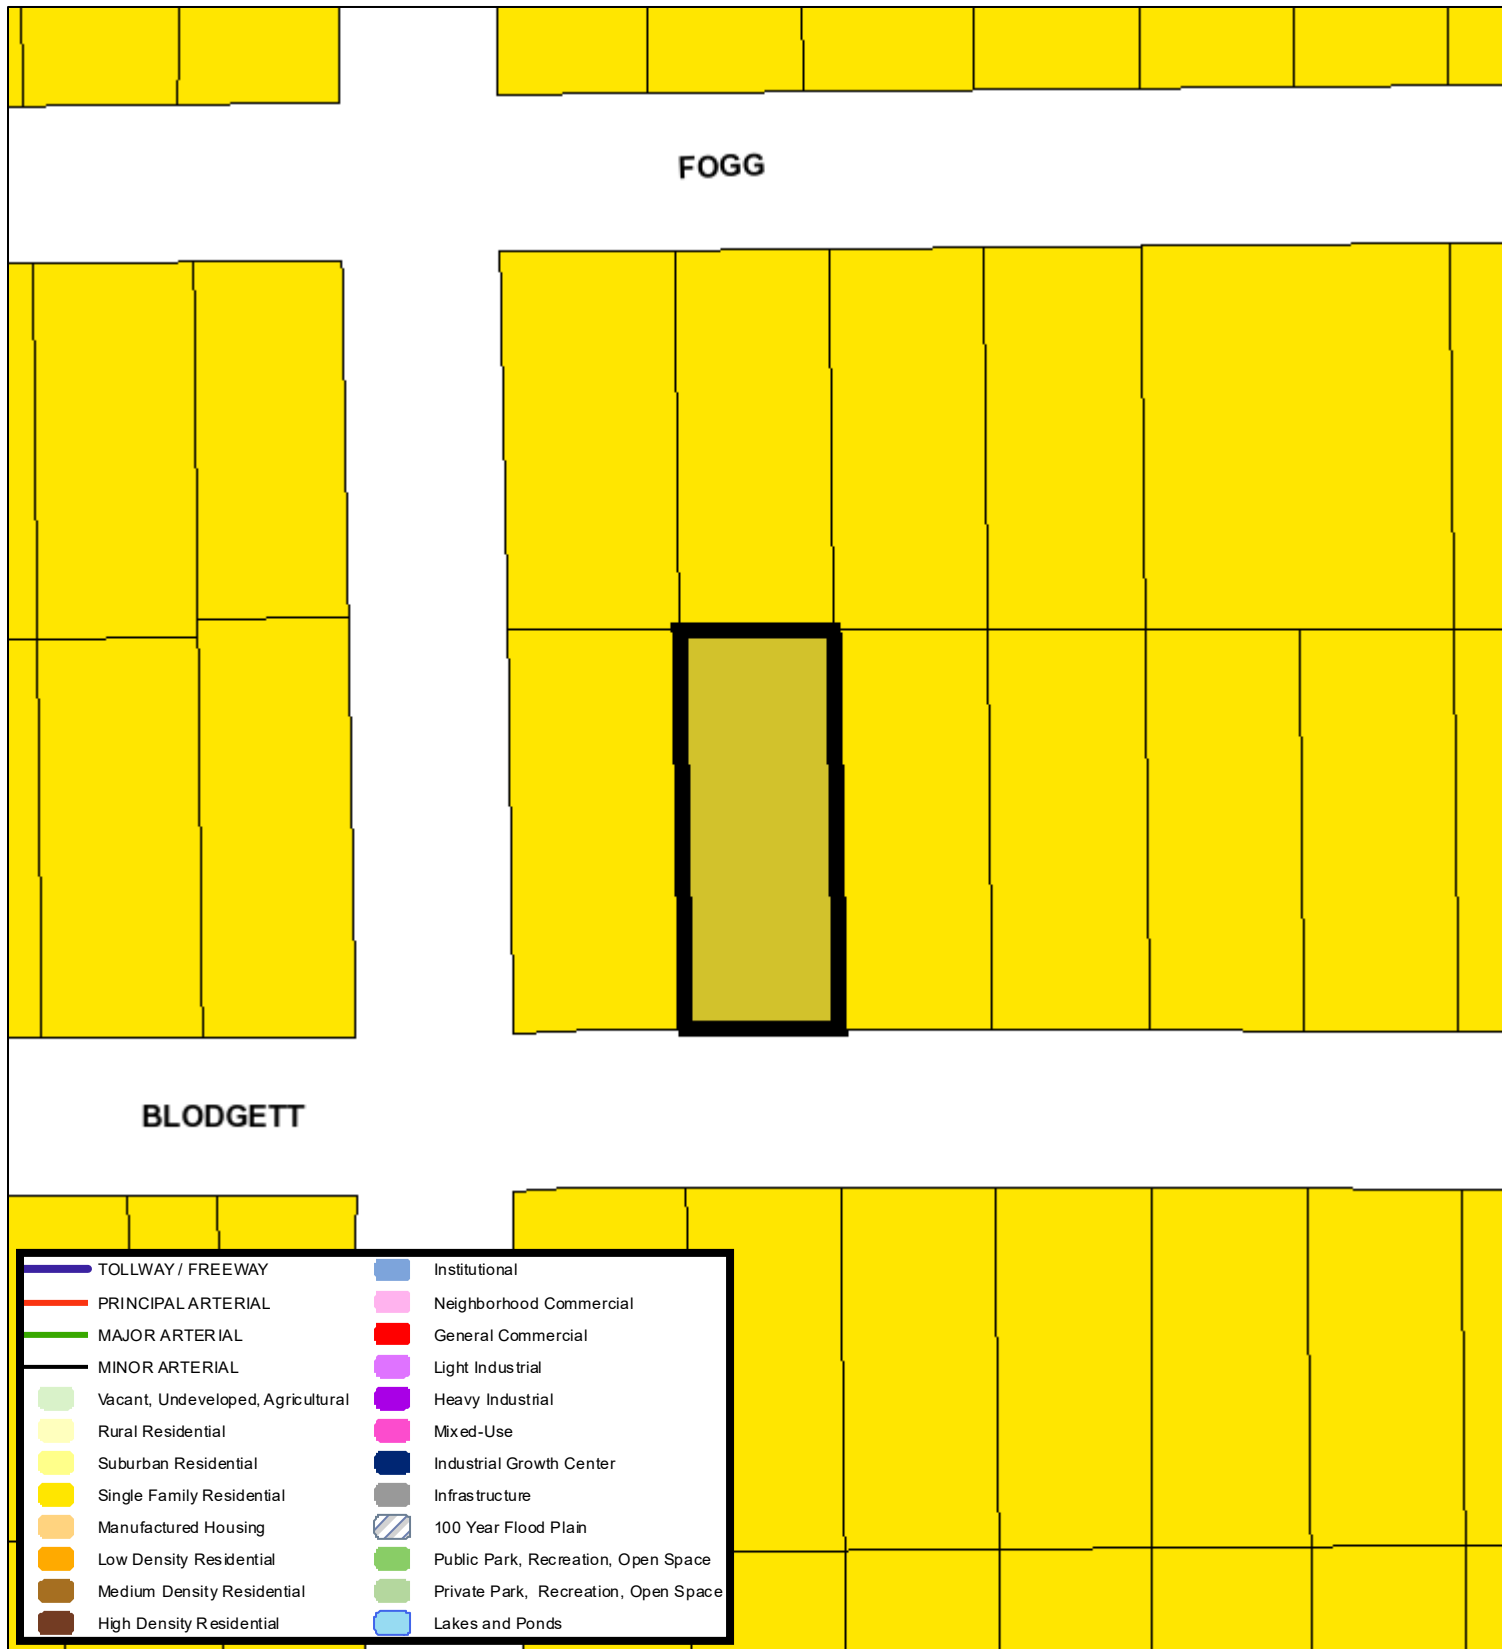 FOGG
BLODGETT
TOLLWAY / FREEWAY
PRINCIPAL ARTERIAL
MAJOR ARTERIAL
MINOR ARTERIAL
Vacant, Undeveloped, Agricultural
Rural Residential
Suburban Residential
Single Family Residential
Manufactured Housing
Low Density Residential
Medium Density Residential
High Density Residential
Institutional
Neighborhood Commercial
General Commercial
Light Industrial
Heavy Industrial
Mixed-Use
Industrial Growth Center
Infrastructure
100 Year Flood Plain
Public Park, Recreation, Open Space
Private Park, Recreation, Open Space
Lakes and Ponds